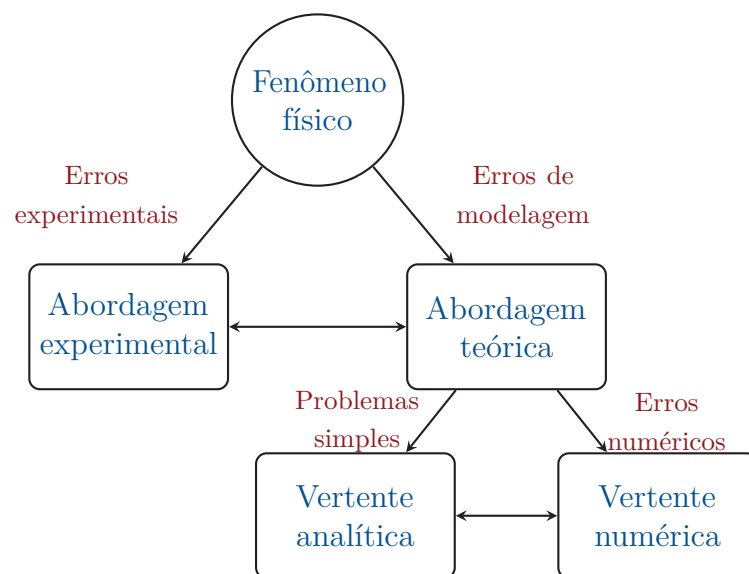 Fenômeno
físico
Erros
experimentais
Erros de
modelagem
Abordagem
experimental
Abordagem
teórica
Problemas
simples
Erros
numéricos
Vertente
analítica
Vertente
numérica